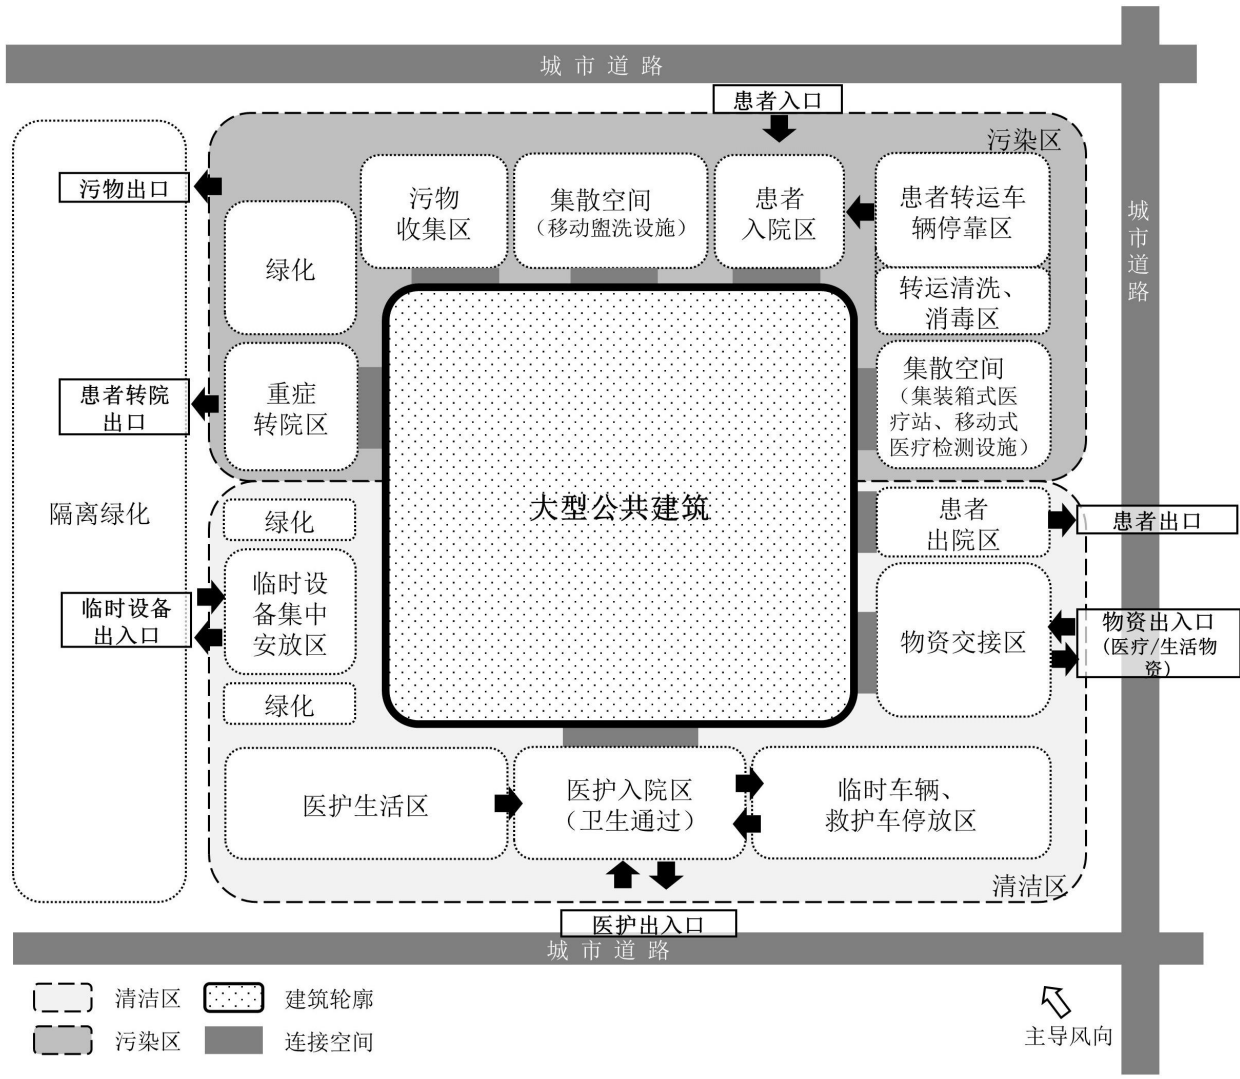 城市道路
患者入口
污染区
污物出口
污物
收集区
集散空间
（移动盥洗设施）
患者
入院区
患者转运车
辆停靠区
城市道路
绿化
转运清洗、
消毒区
患者转院
出口
重症
转院区
集散空间
（集装箱式医
疗站、移动式
医疗检测设施）
隔离绿化
绿化
大型公共建筑
患者
出院区
患者出口
临时设备
出入口
临时设
备集中
安放区
物资交接区
物资出入口
(医疗/生活物
资)
绿化
医护生活区
医护入院区
（卫生通过）
临时车辆、
救护车停放区
清洁区
医护出入口
城市道路
清洁区
建筑轮廓
污染区
连接空间
主导风向